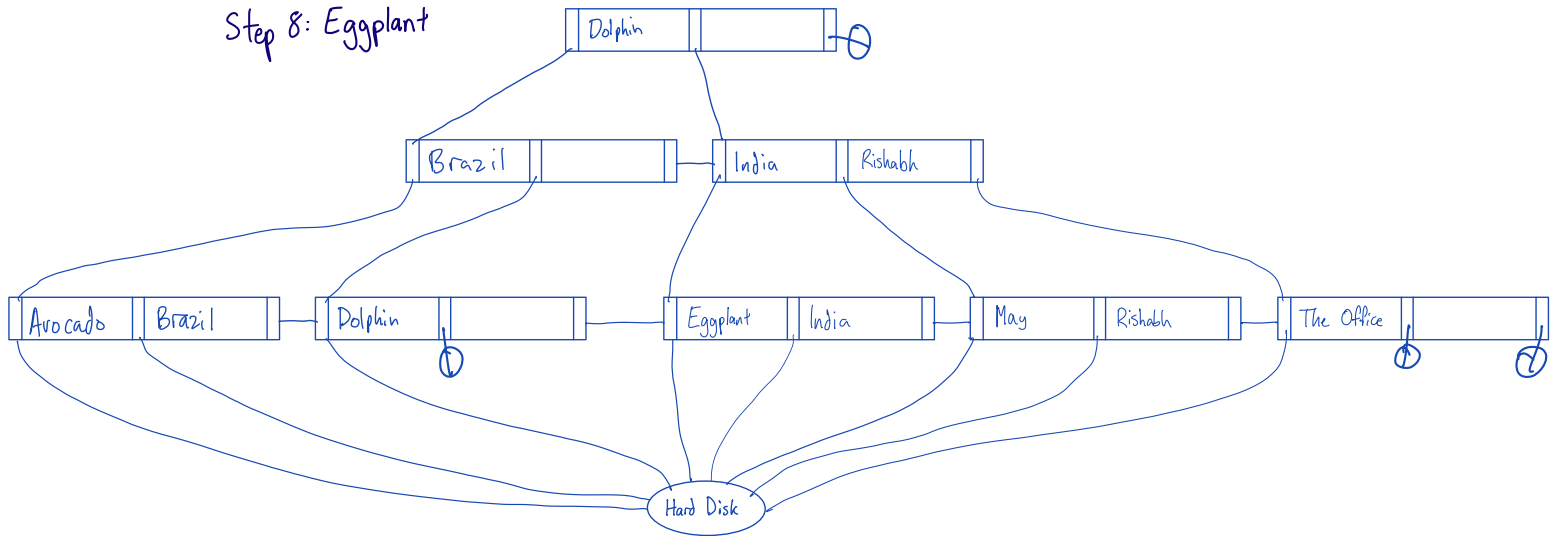 Step 8: Eggplant
Dolphin
Brazil India Rishabh
Avocado Brazil Dolphin Eggplant India May Rishabh The Office
Hard Disk